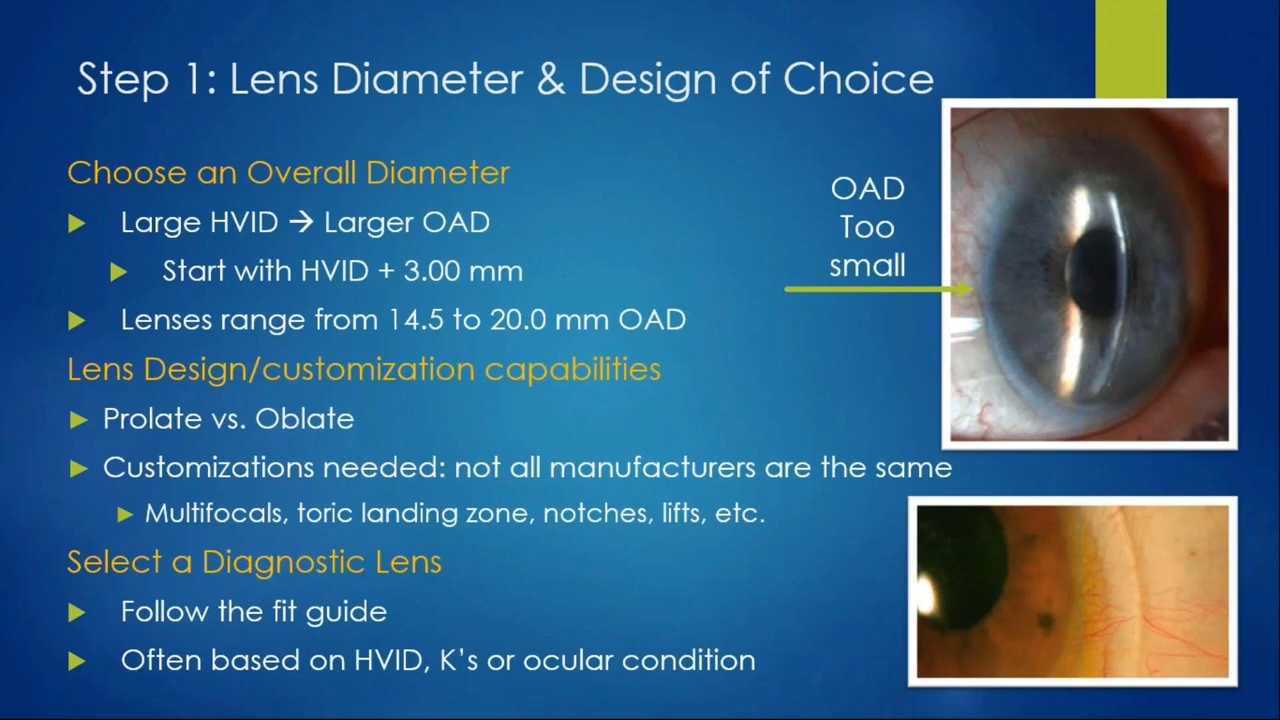 Step 1: Lens Diameter & Design of Choice
Choose an Overall Diameter
Large HVID → Larger OAD
Start with HVID + 3.00 mm
Lenses range from 14.5 to 20.0 mm OAD
Lens Design/customization capabilities
Prolate vs. Oblate
Customizations needed: not all manufacturers are the same
Multifocals, toric landing zone, notches, lifts, etc.
Select a Diagnostic Lens
Follow the fit guide
Often based on HVID, K's or ocular condition
OAD
Too
small